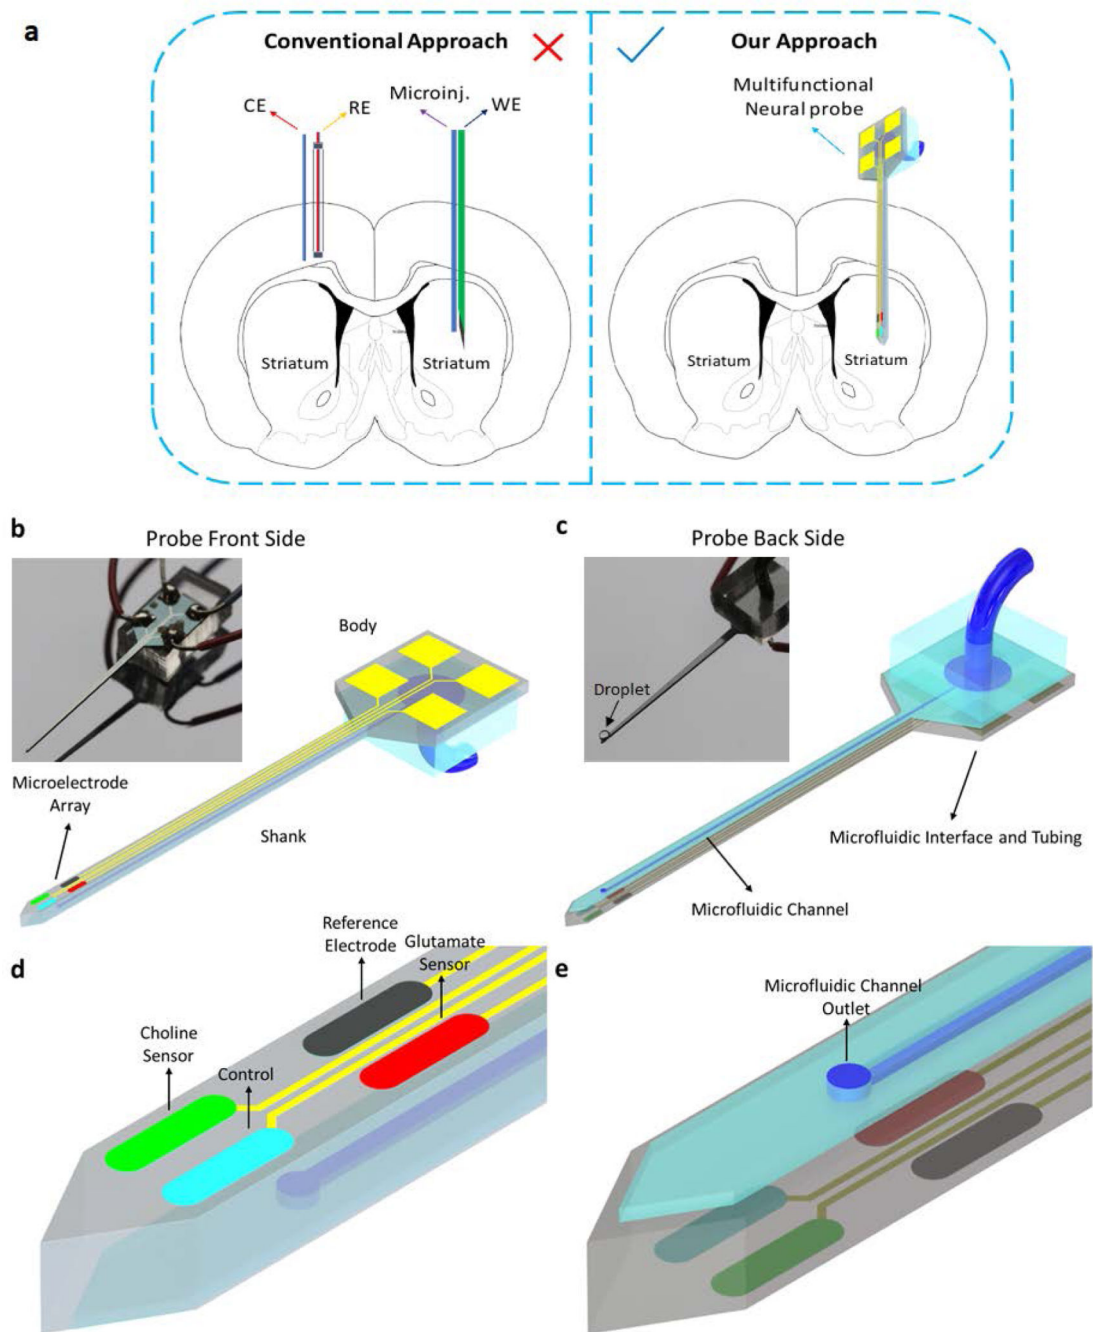 a
Conventional Approach
Our Approach
CE
RE
Microinj.
WE
Multifunctional
Neural probe
Striatum
Striatum
Striatum
Striatum
b
Probe Front Side
c
Probe Back Side
Body
Droplet
Microelectrode
Array
Shank
Microfluidic Interface and Tubing
Microfluidic Channel
d
Reference
Electrode
Glutamate
Sensor
Choline
Sensor
Control
e
Microfluidic Channel
Outlet